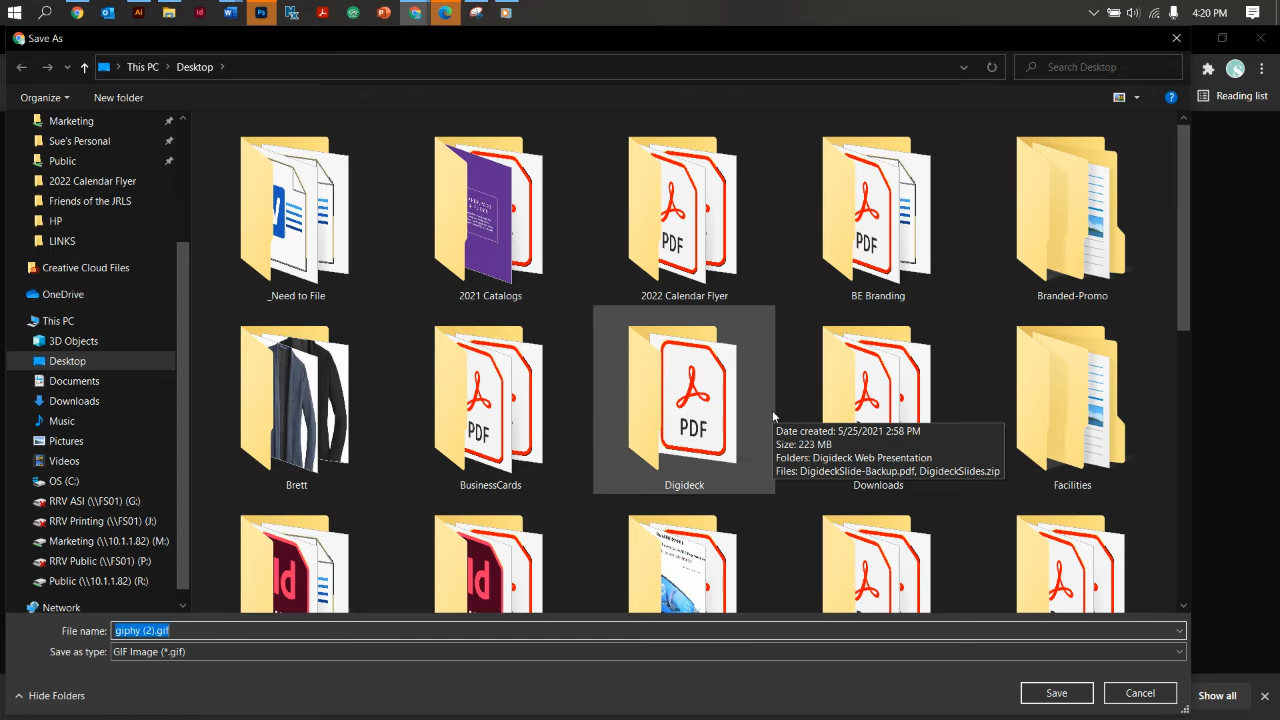 4:20 PM
Save As
This PC
Desktop
Search Desktop
Organize
New folder
Reading list
Marketing
Sue's Personal
Public
2022 Calendar Flyer
Friends of the JRLS
HP
LINKS
Creative Cloud Files
OneDrive
This PC
3D Objects
Desktop
Documents
Downloads
Music
Pictures
Videos
OS (C:)
RRV ASI (\\FS01) (G:)
RRV Printing (\\FS01) (J:)
Marketing (\\10.1.1.82) (M:)
RRV Public (\\FS01) (P:)
Public (\\10.1.1.82) (R:)
Network
_Need to File
2021 Catalogs
PDF
2022 Calendar Flyer
PDF
BE Branding
Branded-Promo
Brett
PDF
BusinessCards
PDF
Digideck
Downloads
Facilities
Date created: 5/25/2021 2:58 PM
Size: 223 MB
Folders: Digideck Web Presentation
Files: DigideckSlide-Backup.pdf, DigideckSlides.zip
File name:
giphy (2).gif
Save as type:
GIF Image (*.gif)
Hide Folders
Save
Cancel
Show all